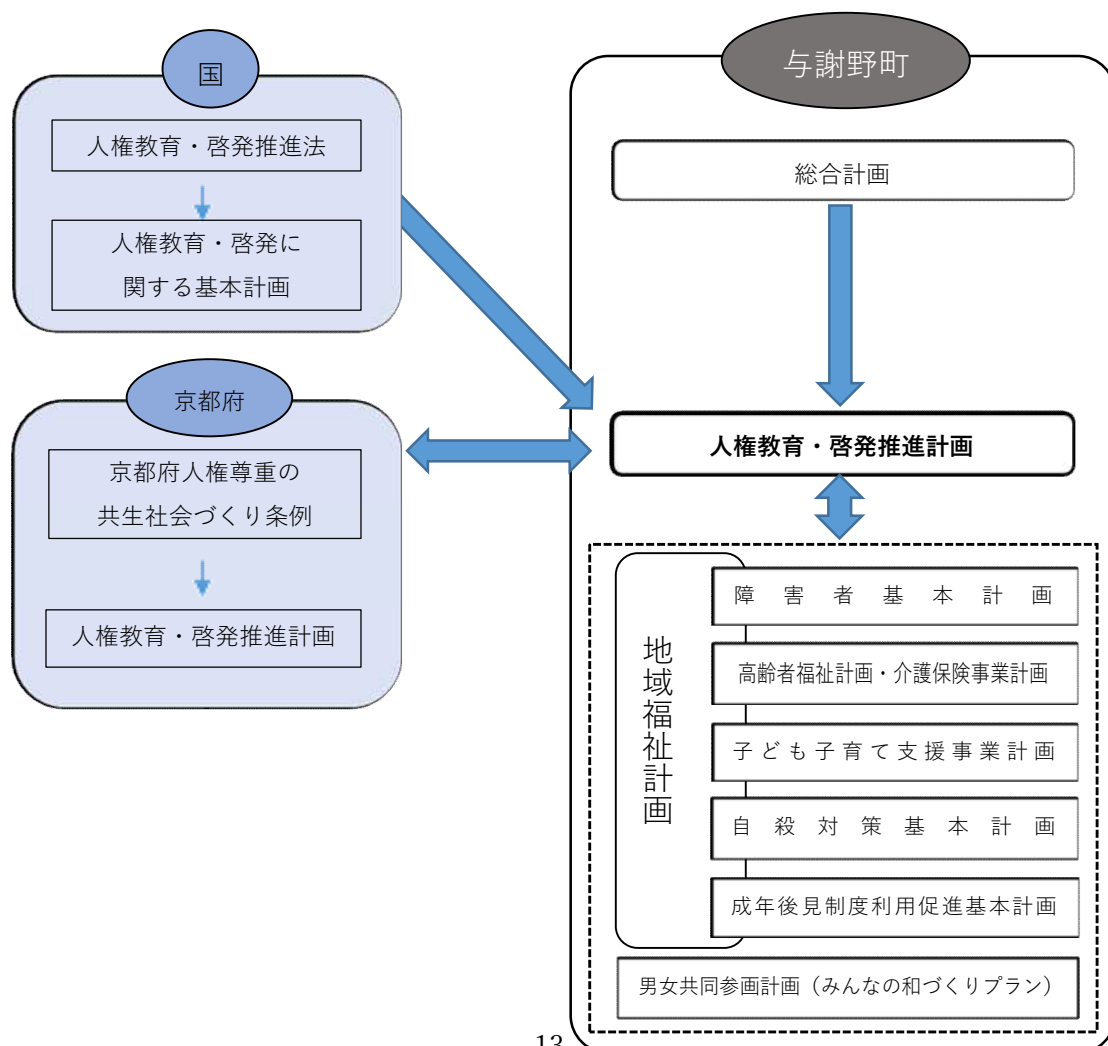 国
人権教育・啓発推進法
人権教育・啓発に
関する基本計画
京都府
京都府人権尊重の
共生社会づくり条例
人権教育・啓発推進計画
与謝野町
総合計画
人権教育・啓発推進計画
地域福祉計画
障害者基本計画
高齢者福祉計画・介護保険事業計画
子ども子育て支援事業計画
自殺対策基本計画
成年後見制度利用促進基本計画
男女共同参画計画（みんなの和づくりプラン）
13